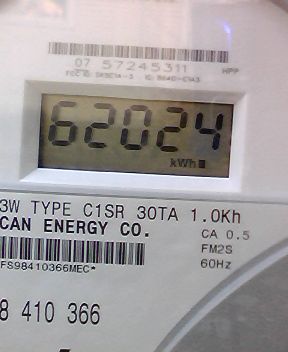 07 57245311 HPP
62024
kWh
3W TYPE C1SR 30TA 1.0Kh
CAN ENERGY CO. CA 0.5
FM2S
FS98410366MEC* 60Hz
8 410 366